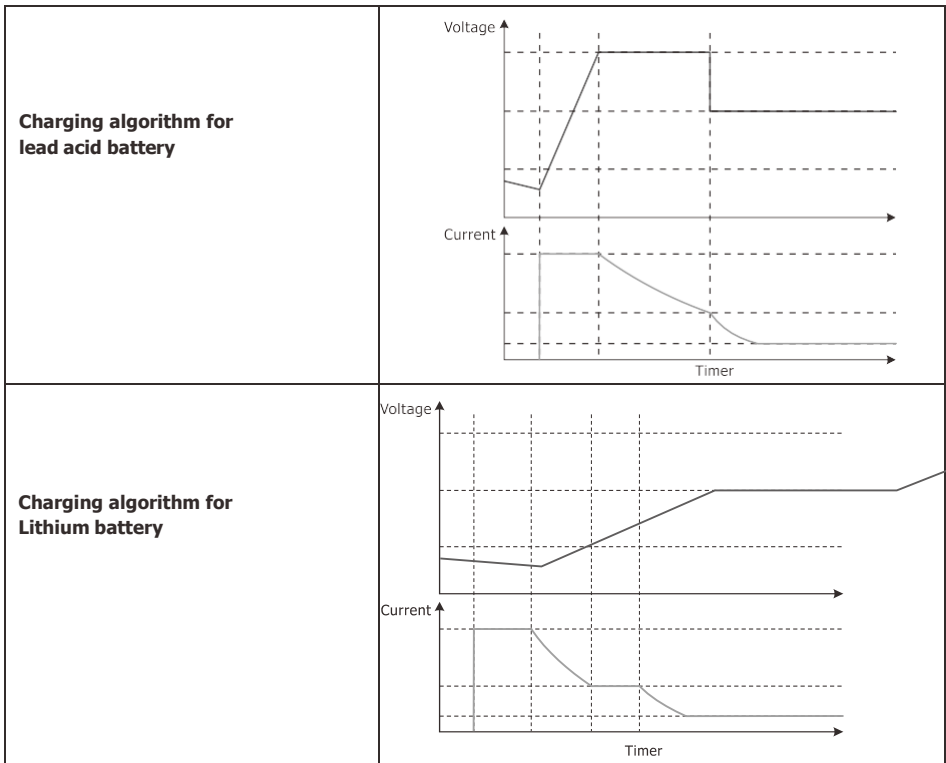 Charging algorithm for
lead acid battery
Voltage
Current
Timer
Charging algorithm for
Lithium battery
Voltage
Current
Timer